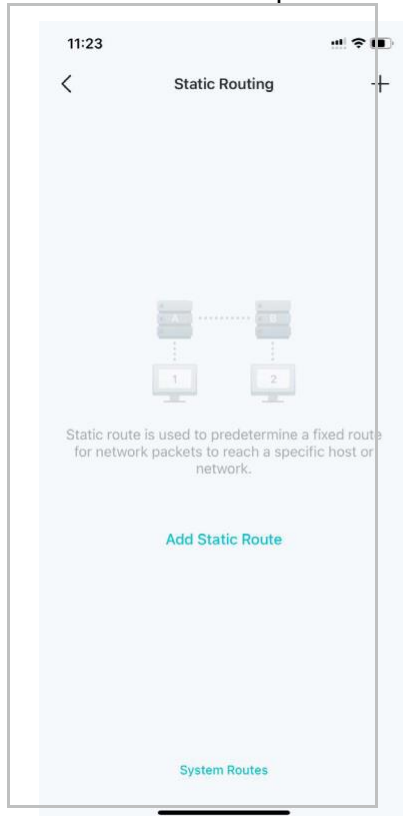 11:23
Static Routing
A
B
1
2
Static route is used to predetermine a fixed route
for network packets to reach a specific host or
network.
Add Static Route
System Routes